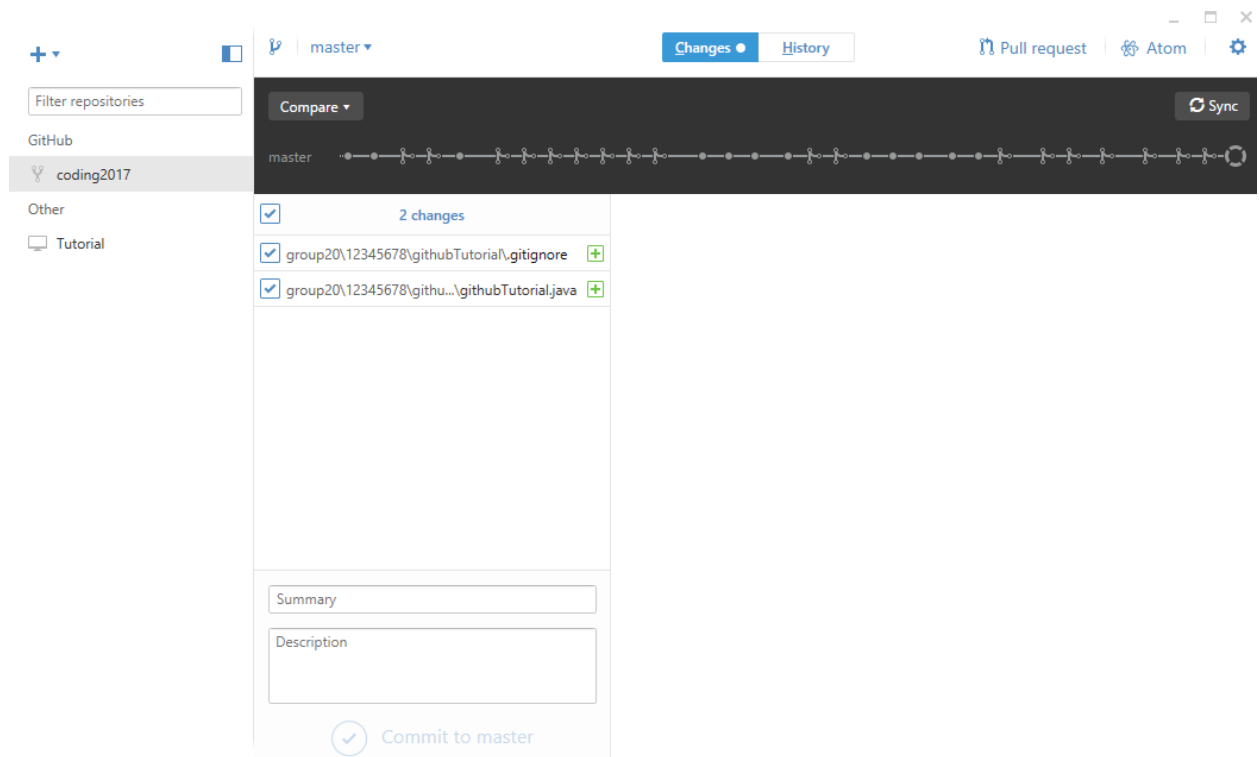 master
Changes
History
Pull request
Atom
Filter repositories
Compare
Sync
GitHub
master
coding2017
Other
2 changes
Tutorial
group20\12345678\githubTutorial\.gitignore
group20\12345678\githu...\githubTutorial.java
Summary
Description
Commit to master